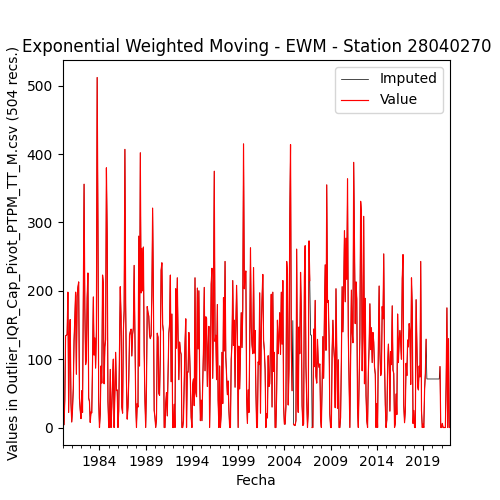 Exponential Weighted Moving - EWM - Station 28040270
Imputed
Value
Values in Outlier_IQR_Cap_Pivot_PTPM_TT_M.csv (504 recs.)
500
400
300
200
100
0
1984 1989 1994 1999 2004 2009 2014 2019
Fecha